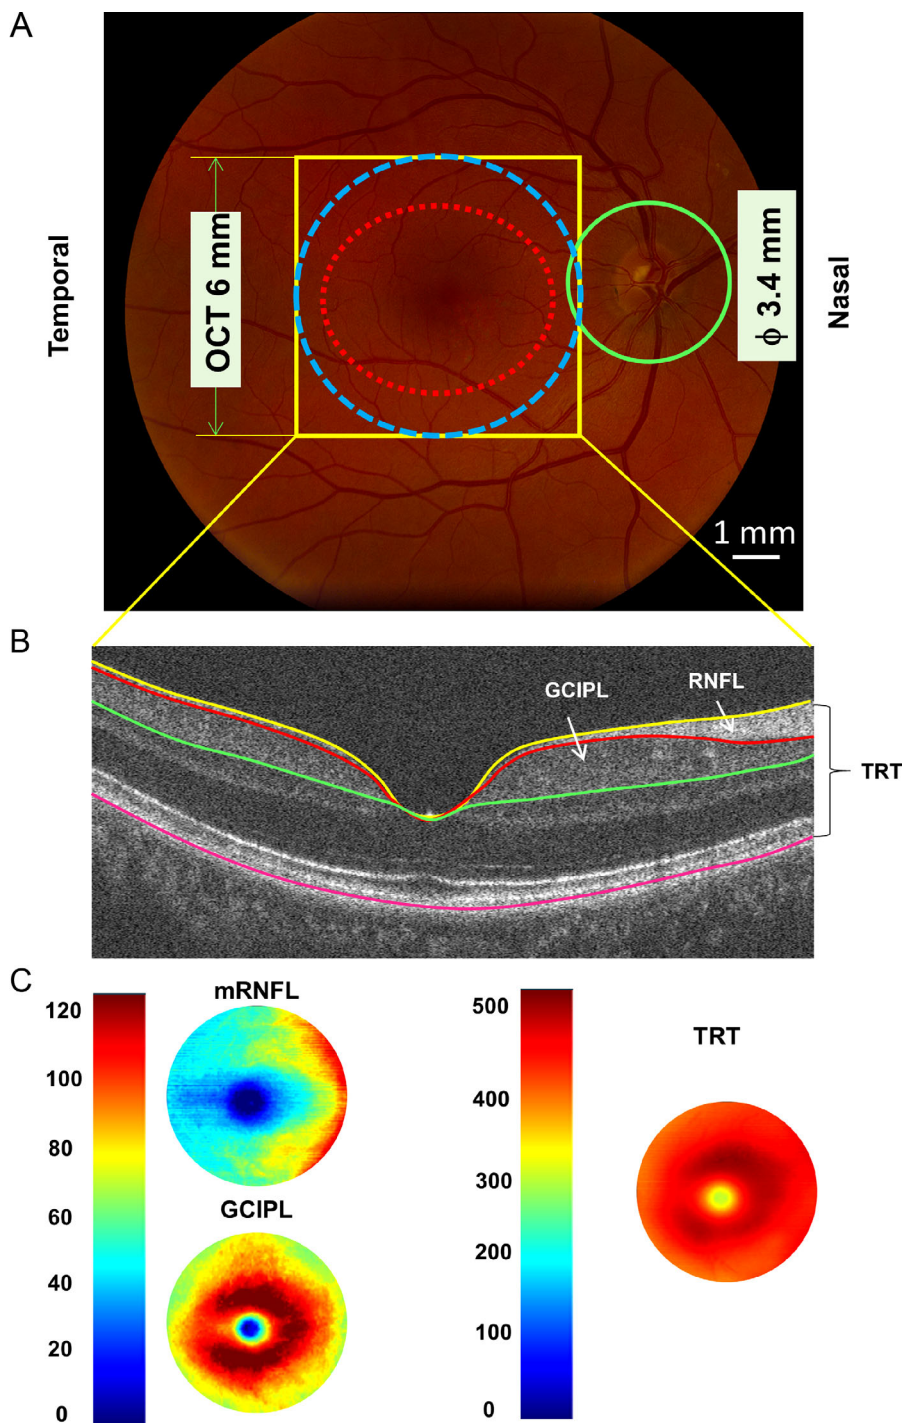 A
Temporal
OCT 6 mm
ϕ 3.4 mm
Nasal
1 mm
B
GCIPL
RNFL
TRT
C
mRNFL
120
100
80
60
40
20
0
GCIPL
500
400
300
200
100
0
TRT